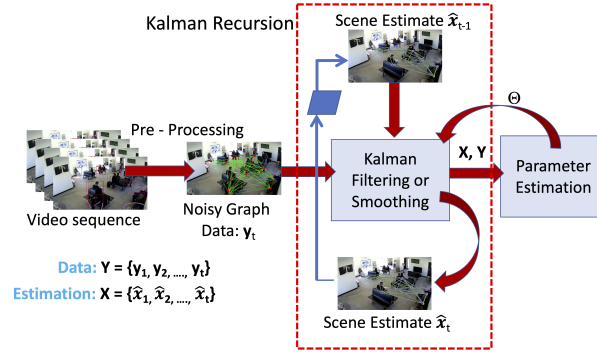 Kalman Recursion
Scene Estimate x̂t-1
Θ
Pre - Processing
X, Y
Kalman
Filtering or
Smoothing
Parameter
Estimation
Video sequence
Noisy Graph
Data: yt
Data: Y = {y1, y2, ...., yt}
Estimation: X = {x̂1, x̂2, ...., x̂t}
Scene Estimate x̂t